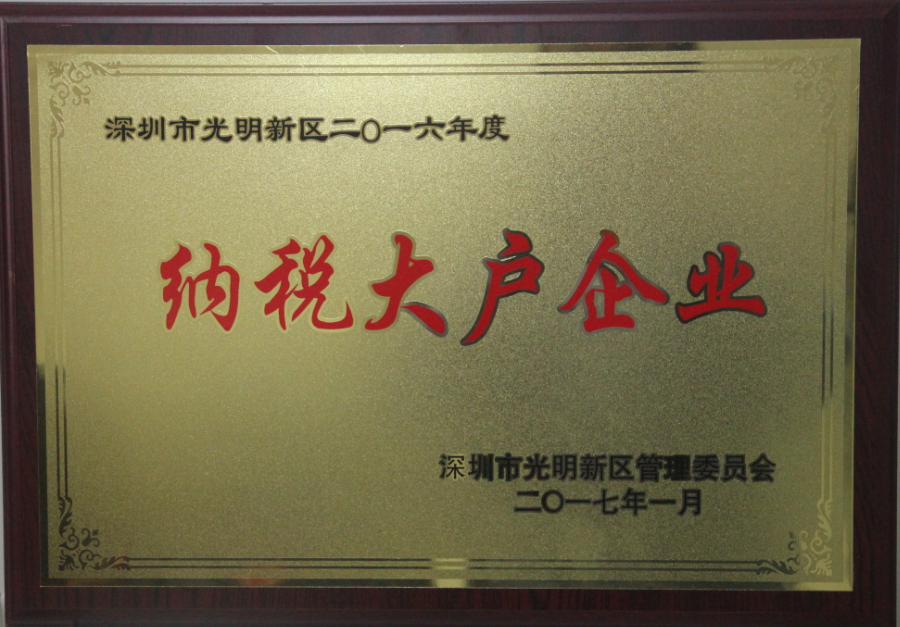 深圳市光明新区二〇一六年度
纳税大户企业
深圳市光明新区管理委员会
二〇一七年一月